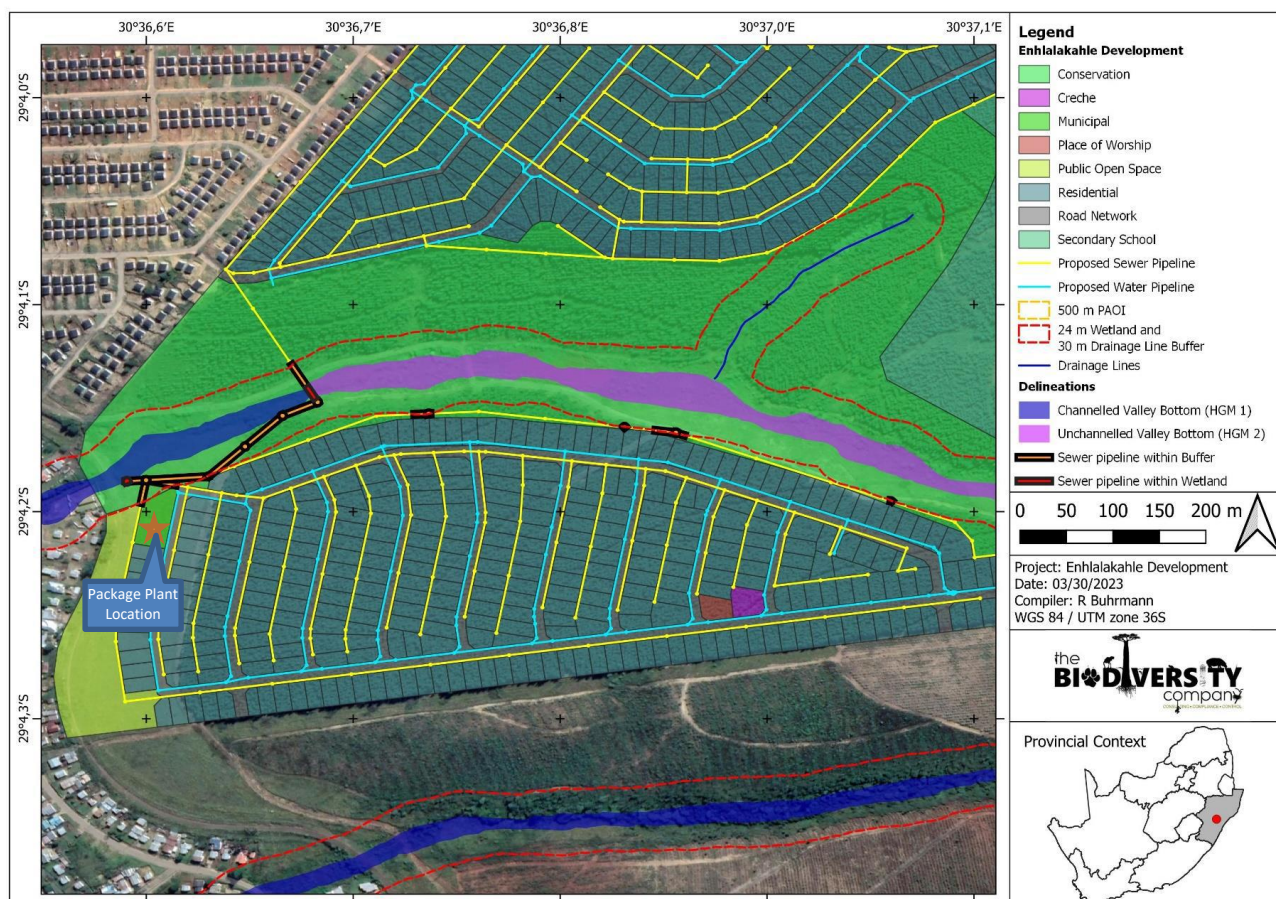 30°36,6'E 30°36,7'E 30°36,8'E 30°37,0'E 30°37,1'E
29°4,0'S
29°4,1'S
29°4,2'S
29°4,3'S
Package Plant
Location
Legend
Enhlalakahle Development
Conservation
Creche
Municipal
Place of Worship
Public Open Space
Residential
Road Network
Secondary School
Proposed Sewer Pipeline
Proposed Water Pipeline
500 m PAOI
24 m Wetland and
30 m Drainage Line Buffer
Drainage Lines
Delineations
Channelled Valley Bottom (HGM 1)
Unchannelled Valley Bottom (HGM 2)
Sewer pipeline within Buffer
Sewer pipeline within Wetland
0 50 100 150 200 m
Project: Enhlalakahle Development
Date: 03/30/2023
Compiler: R Buhrmann
WGS 84 / UTM zone 36S
the
BIODIVERSITY
company
Provincial Context